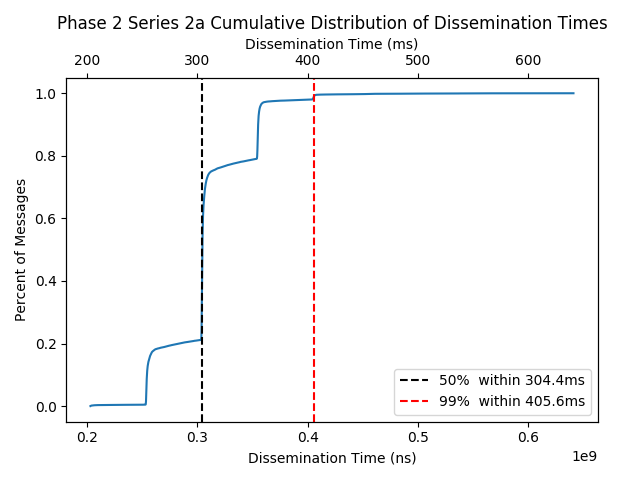 Phase 2 Series 2a Cumulative Distribution of Dissemination Times
Dissemination Time (ms)
200 300 400 500 600
Percent of Messages
1.0
0.8
0.6
0.4
0.2
0.0
50%  within 304.4ms
99%  within 405.6ms
0.2 0.3 0.4 0.5 0.6
1e9
Dissemination Time (ns)